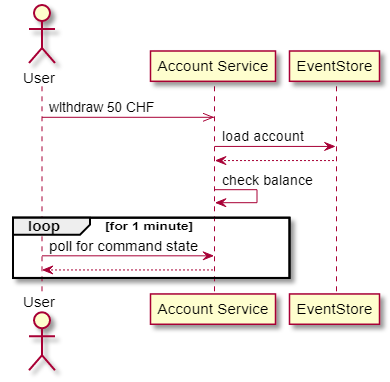 User
Account Service
EventStore
withdraw 50 CHF
load account
check balance
loop [for 1 minute]
poll for command state
User
Account Service
EventStore